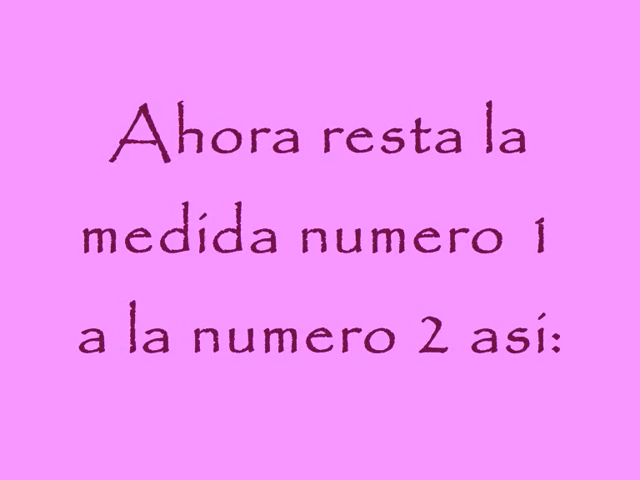 Ahora resta la
medida numero 1
a la numero 2 asi: